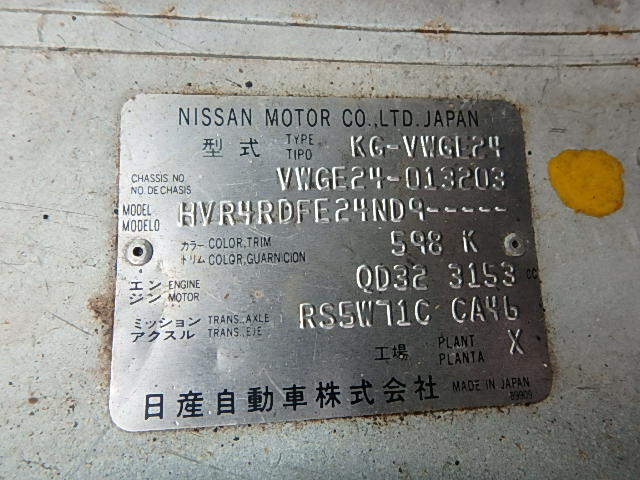 NISSAN MOTOR CO.,LTD. JAPAN
型式 TYPE TIPO KG-VWGE24
CHASSIS NO. NO.DE CHASIS VWGE24-013203
MODEL MODELO HVR4RDFE24ND9-----
カラー COLOR,TRIM トリム COLOR,GUARNICION 598 K
エンジン ENGINE MOTOR QD32 3153 CC
ミッション TRANS.,AXLE アクスル TRANS.,EJE RS5W71C CA46
工場 PLANT PLANTA X
日産自動車株式会社 MADE IN JAPAN
89909